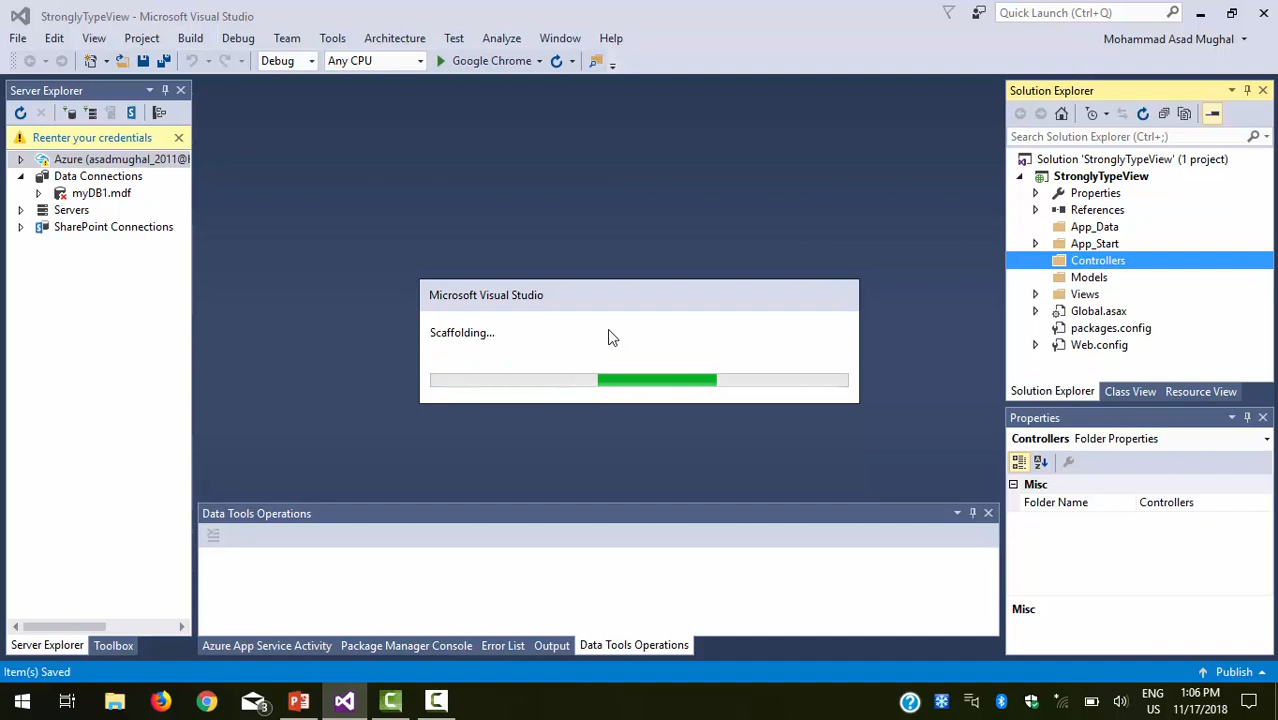 StronglyTypeView - Microsoft Visual Studio
Quick Launch (Ctrl+Q)
File Edit View Project Build Debug Team Tools Architecture Test Analyze Window Help
Mohammad Asad Mughal
Debug Any CPU Google Chrome
Server Explorer
Reenter your credentials
Azure (asadmughal_2011@
Data Connections
myDB1.mdf
Servers
SharePoint Connections
Server Explorer Toolbox
Microsoft Visual Studio
Scaffolding...
Data Tools Operations
Azure App Service Activity Package Manager Console Error List Output Data Tools Operations
Solution Explorer
Search Solution Explorer (Ctrl+;)
Solution 'StronglyTypeView' (1 project)
StronglyTypeView
Properties
References
App_Data
App_Start
Controllers
Models
Views
Global.asax
packages.config
Web.config
Solution Explorer Class View Resource View
Properties
Controllers Folder Properties
Misc
Folder Name Controllers
Misc
Item(s) Saved
Publish
3
ENG
US
1:06 PM
11/17/2018